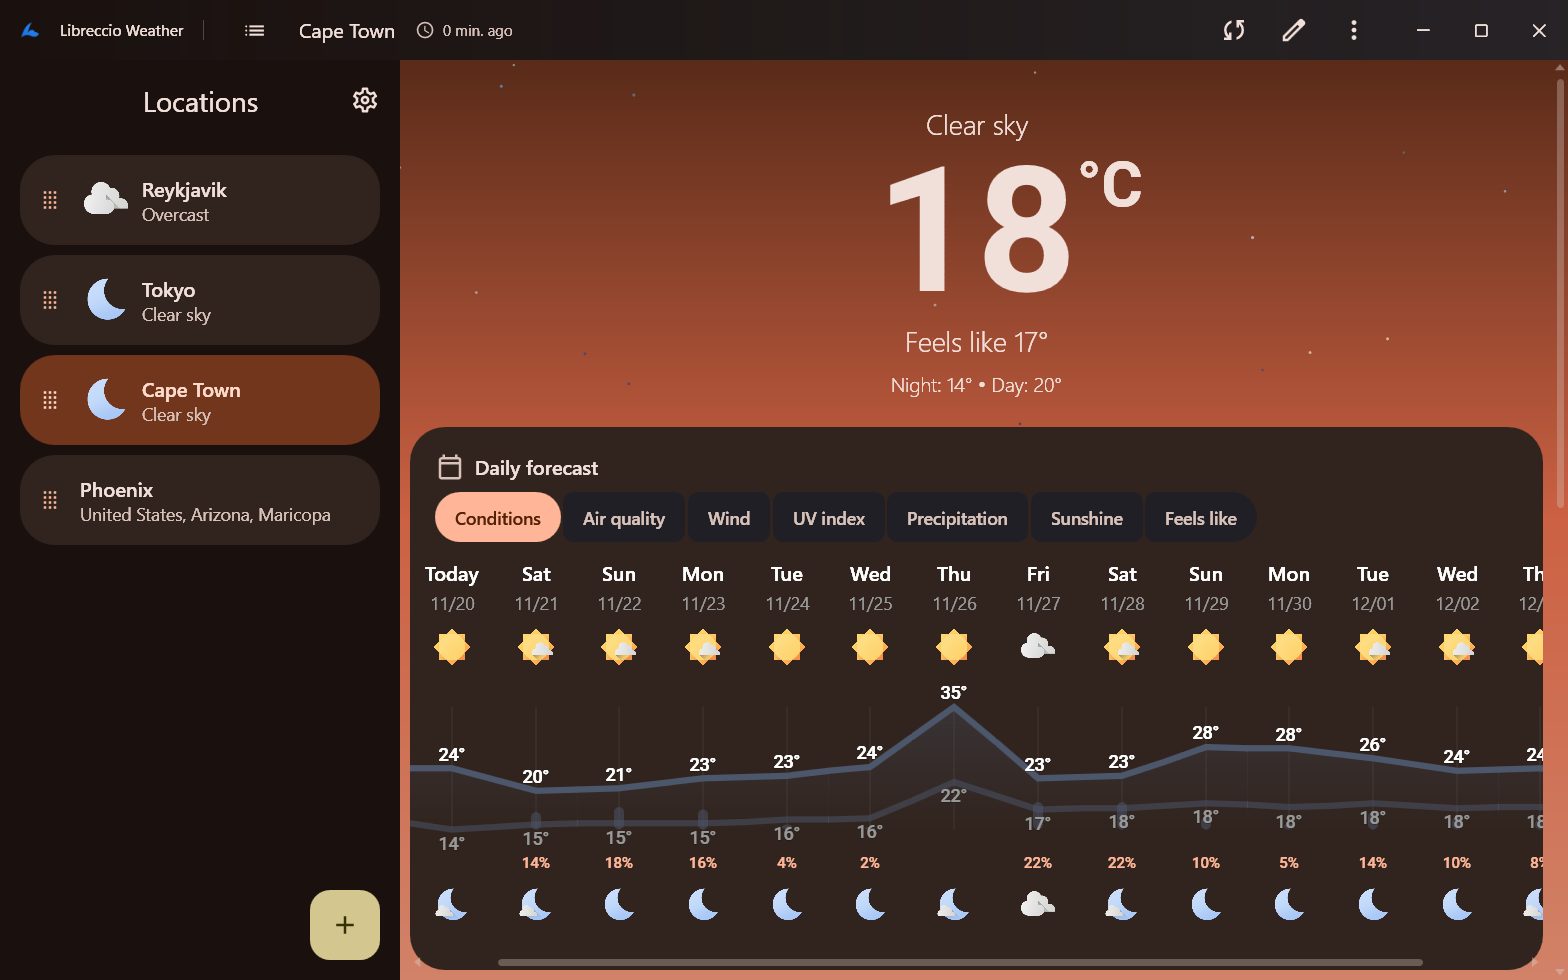 Libreccio Weather
Cape Town
0 min. ago
Locations
Reykjavik
Overcast
Tokyo
Clear sky
Cape Town
Clear sky
Phoenix
United States, Arizona, Maricopa
+
Clear sky
18°C
Feels like 17°
Night: 14° • Day: 20°
Daily forecast
Conditions Air quality Wind UV index Precipitation Sunshine Feels like
Today Sat Sun Mon Tue Wed Thu Fri Sat Sun Mon Tue Wed Th
11/20 11/21 11/22 11/23 11/24 11/25 11/26 11/27 11/28 11/29 11/30 12/01 12/02 12/
24° 20° 21° 23° 23° 24° 35° 23° 23° 28° 28° 26° 24° 24
14° 15° 15° 15° 16° 16° 22° 17° 18° 18° 18° 18° 18° 18
14% 18% 16% 4% 2% 22% 22% 10% 5% 14% 10% 8%